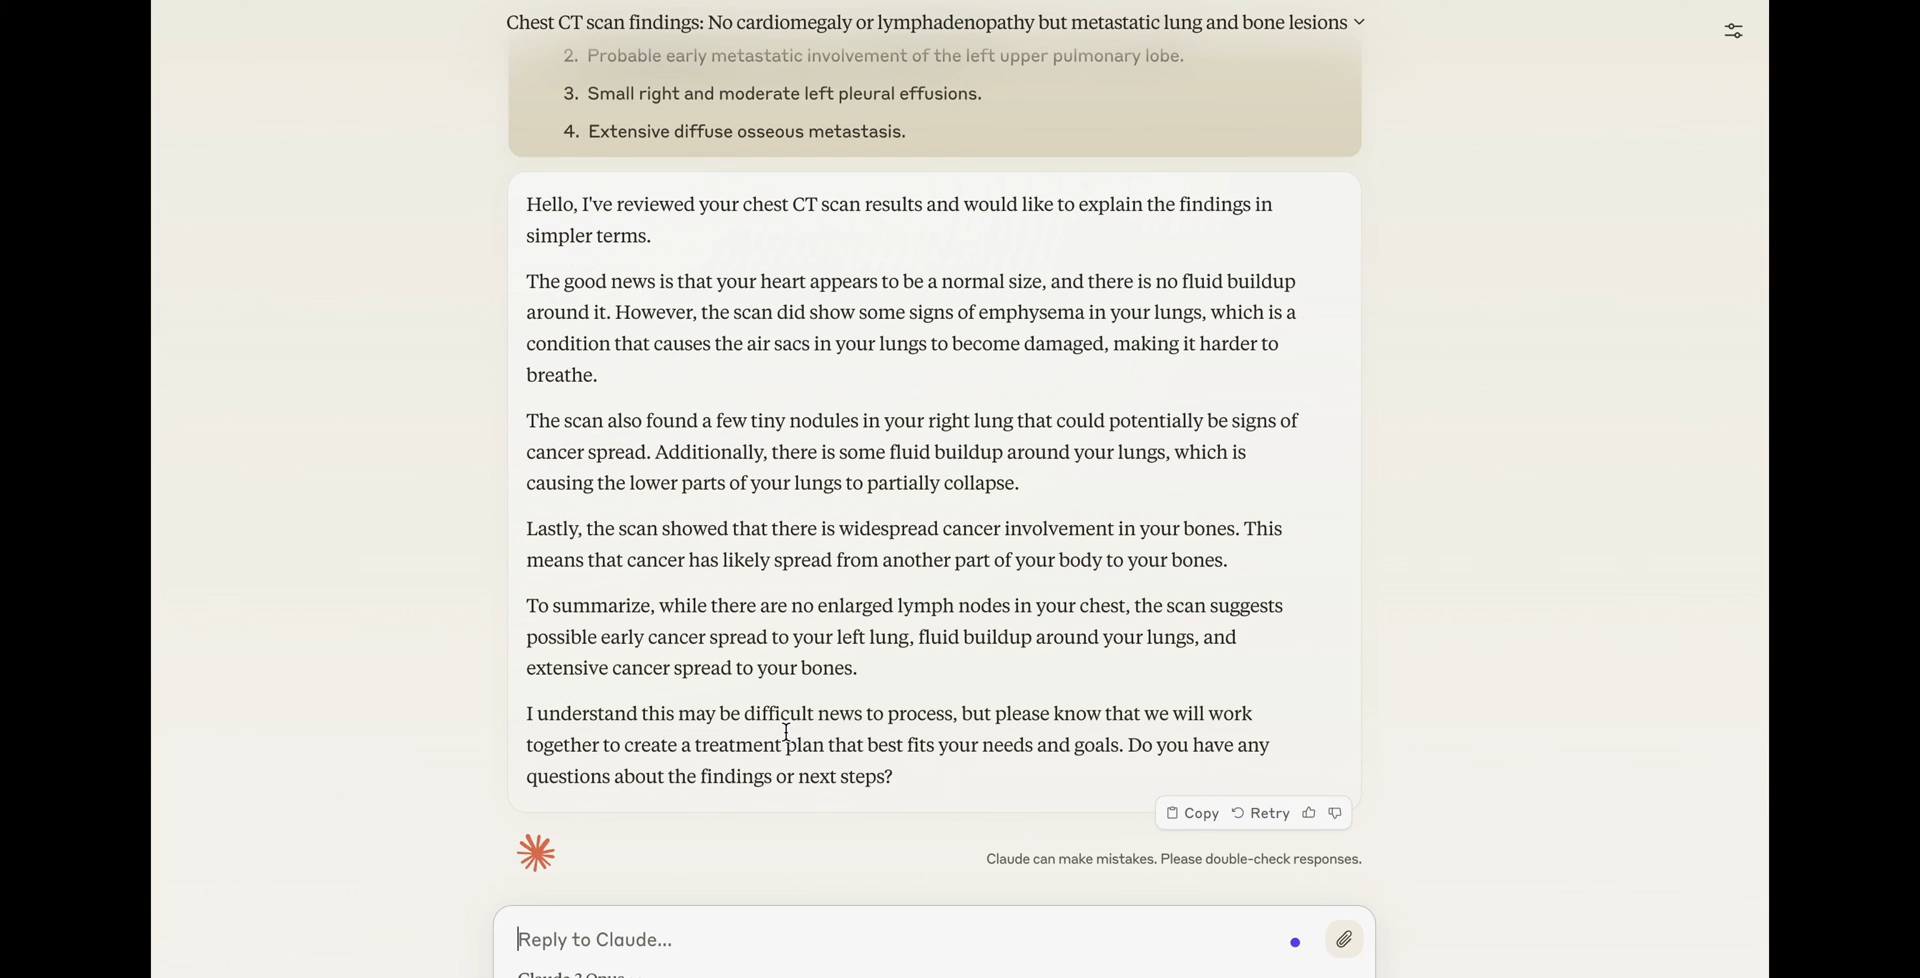 Chest CT scan findings: No cardiomegaly or lymphadenopathy but metastatic lung and bone lesions
2. Probable early metastatic involvement of the left upper pulmonary lobe.
3. Small right and moderate left pleural effusions.
4. Extensive diffuse osseous metastasis.
Hello, I've reviewed your chest CT scan results and would like to explain the findings in
simpler terms.
The good news is that your heart appears to be a normal size, and there is no fluid buildup
around it. However, the scan did show some signs of emphysema in your lungs, which is a
condition that causes the air sacs in your lungs to become damaged, making it harder to
breathe.
The scan also found a few tiny nodules in your right lung that could potentially be signs of
cancer spread. Additionally, there is some fluid buildup around your lungs, which is
causing the lower parts of your lungs to partially collapse.
Lastly, the scan showed that there is widespread cancer involvement in your bones. This
means that cancer has likely spread from another part of your body to your bones.
To summarize, while there are no enlarged lymph nodes in your chest, the scan suggests
possible early cancer spread to your left lung, fluid buildup around your lungs, and
extensive cancer spread to your bones.
I understand this may be difficult news to process, but please know that we will work
together to create a treatment plan that best fits your needs and goals. Do you have any
questions about the findings or next steps?
Copy Retry
Claude can make mistakes. Please double-check responses.
Reply to Claude...
Claude 3 Opus